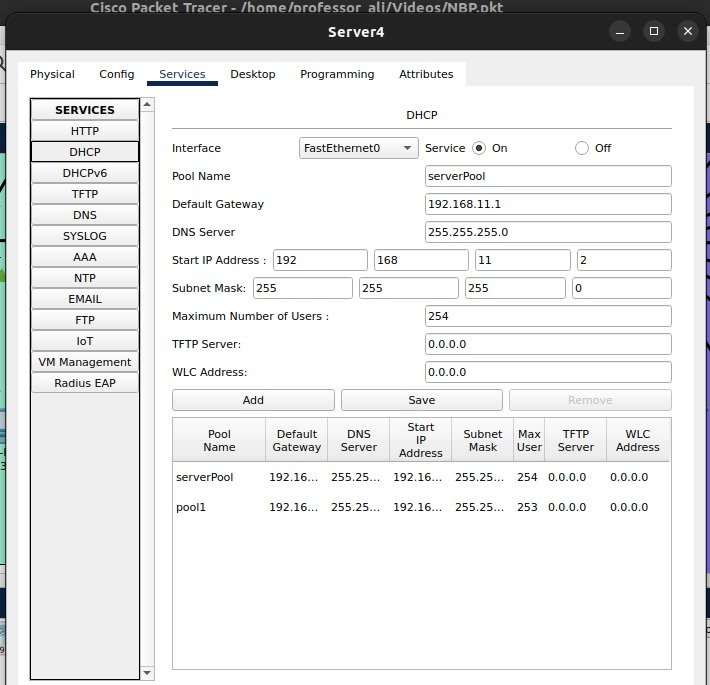 Cisco Packet Tracer - /home/professor_ali/Videos/NBP.pkt
Server4
Physical Config Services Desktop Programming Attributes
SERVICES
HTTP
DHCP
DHCPv6
TFTP
DNS
SYSLOG
AAA
NTP
EMAIL
FTP
IoT
VM Management
Radius EAP
DHCP
Interface FastEthernet0 Service On Off
Pool Name serverPool
Default Gateway 192.168.11.1
DNS Server 255.255.255.0
Start IP Address : 192 168 11 2
Subnet Mask: 255 255 255 0
Maximum Number of Users : 254
TFTP Server: 0.0.0.0
WLC Address: 0.0.0.0
Add Save Remove
Pool Name Default Gateway DNS Server Start IP Address Subnet Mask Max User TFTP Server WLC Address
serverPool 192.16... 255.25... 192.16... 255.25... 254 0.0.0.0 0.0.0.0
pool1 192.16... 255.25... 192.16... 255.25... 253 0.0.0.0 0.0.0.0